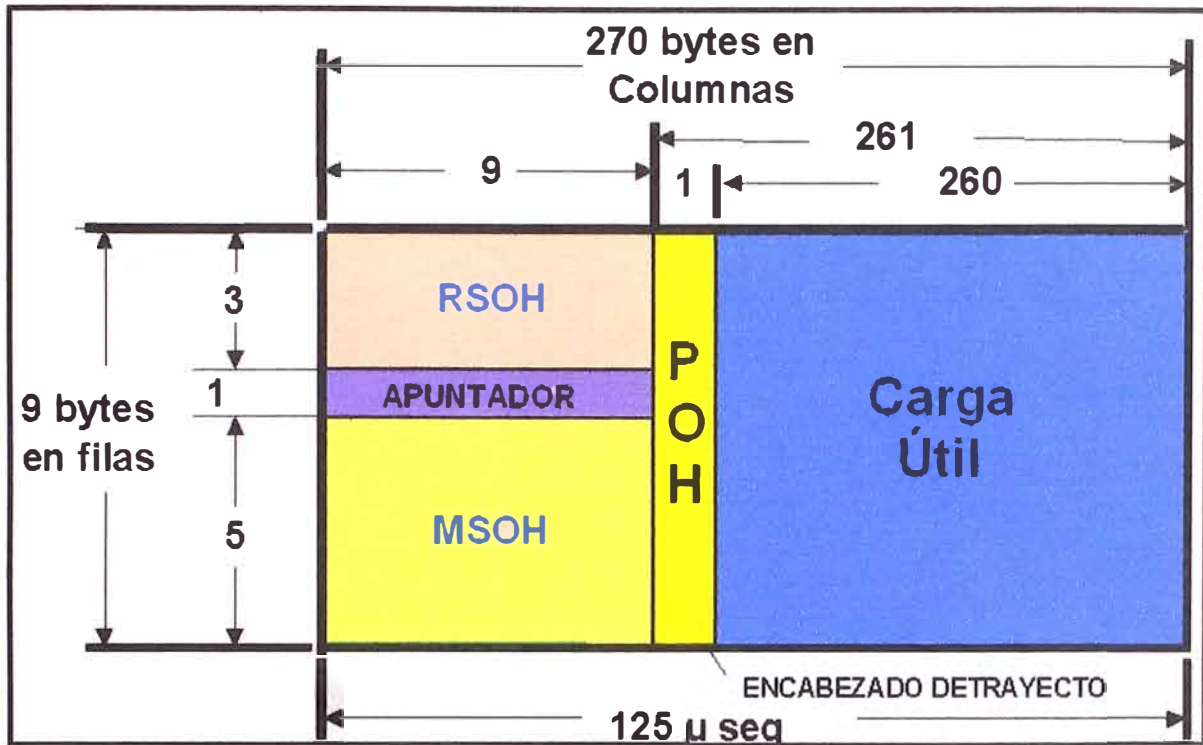 270 bytes en
Columnas
261
9
1
260
3
RSOH
1
APUNTADOR
9 bytes
en filas
5
MSOH
P
O
H
Carga
Útil
ENCABEZADO DETRAYECTO
125 µ seg